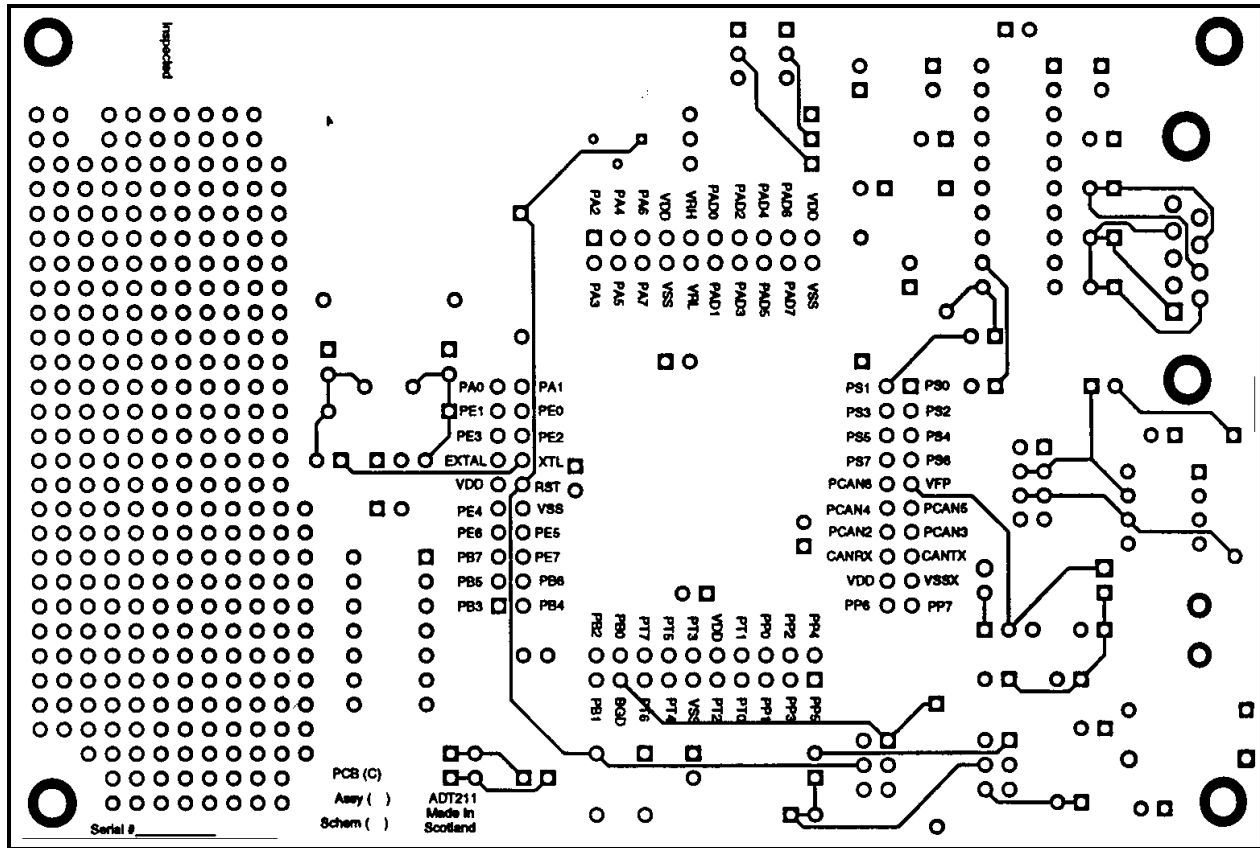 Inspected
PA2 PA4 PA6 VDD VRH PAD0 PAD2 PAD4 PAD6 VDD
PA3 PA5 PA7 VSS VRL PAD1 PAD3 PAD5 PAD7 VSS
PA0 PA1
PE1 PE0
PE3 PE2
EXTAL XTL
VDD RST
PE4 VSS
PE6 PE5
PB7 PE7
PB5 PB6
PB3 PB4
PS1 PS0
PS3 PS2
PS5 PS4
PS7 PS6
PCAN6 VFP
PCAN4 PCAN5
PCAN2 PCAN3
CANRX CANTX
VDD VSSX
PP6 PP7
PB2 PB0 PT7 PT5 PT3 VDD PT1 PP0 PP2 PP4
PB1 BGD PT6 PT4 VSS PT2 PT0 PP1 PP3 PP5
PCB (C)
Assy ( )
Schem ( )
ADT211
Made in
Scotland
Serial #